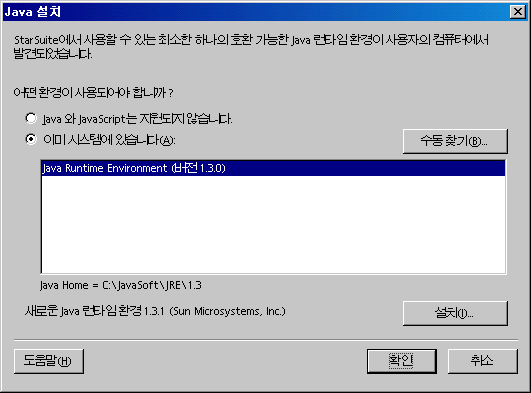 Java 설치
StarSuite에서 사용할 수 있는 최소한 하나의 호환 가능한 Java 런타임 환경이 사용자의 컴퓨터에서
발견되었습니다.
어떤 환경이 사용되어야 합니까?
Java 와 JavaScript는 지원되지 않습니다.
이미 시스템에 있습니다(A):
수동 찾기(B)...
Java Runtime Environment (버전 1.3.0)
Java Home = C:\JavaSoft\JRE\1.3
새로운 Java 런타임 환경 1.3.1 (Sun Microsystems, Inc.)
설치(I)...
도움말(H)
확인
취소